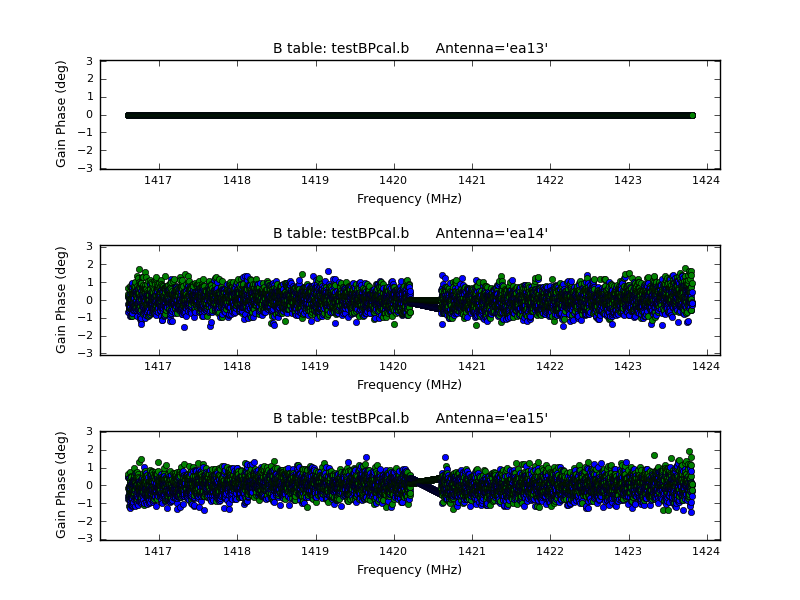 B table: testBPcal.b Antenna='ea13'
Gain Phase (deg)
3
2
1
0
−1
−2
−3
1417 1418 1419 1420 1421 1422 1423 1424
Frequency (MHz)
B table: testBPcal.b Antenna='ea14'
Gain Phase (deg)
3
2
1
0
−1
−2
−3
1417 1418 1419 1420 1421 1422 1423 1424
Frequency (MHz)
B table: testBPcal.b Antenna='ea15'
Gain Phase (deg)
3
2
1
0
−1
−2
−3
1417 1418 1419 1420 1421 1422 1423 1424
Frequency (MHz)